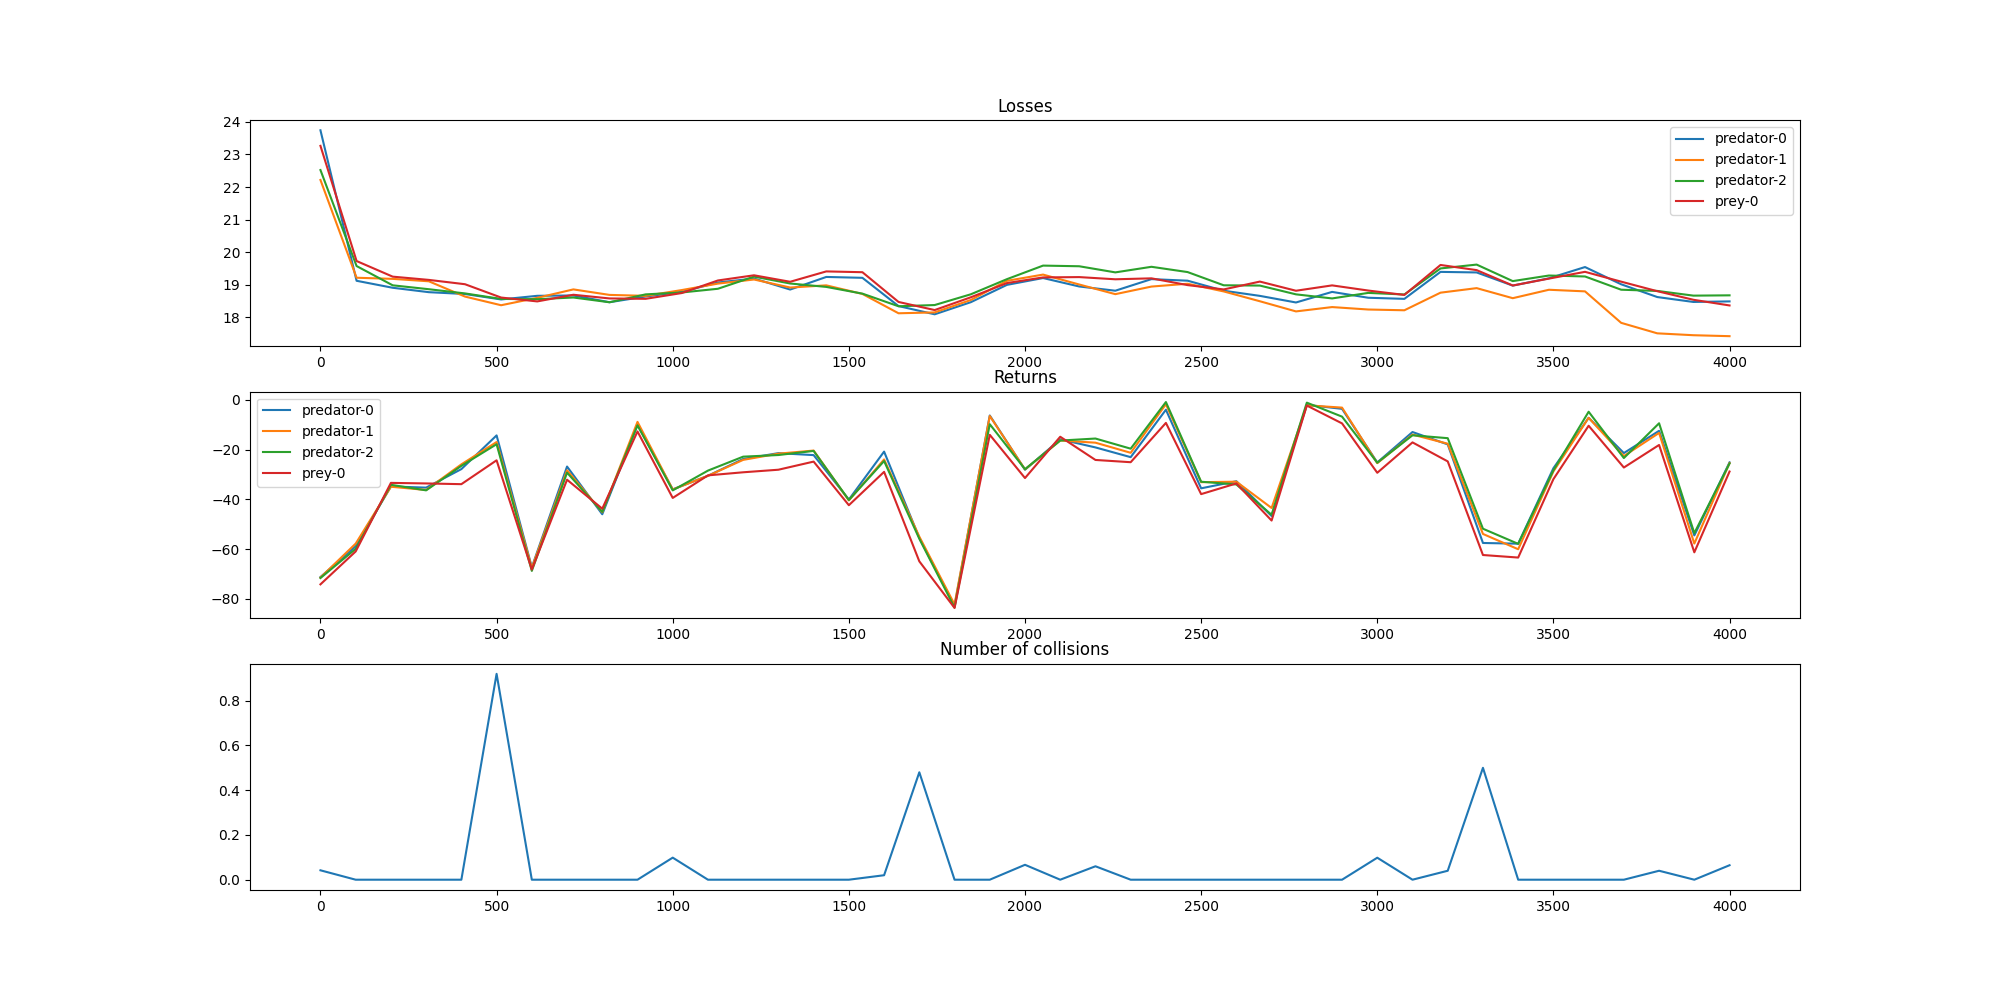 Losses
24
23
22
21
20
19
18
predator-0
predator-1
predator-2
prey-0
0 500 1000 1500 2000 2500 3000 3500 4000
Returns
0
−20
−40
−60
−80
predator-0
predator-1
predator-2
prey-0
0 500 1000 1500 2000 2500 3000 3500 4000
Number of collisions
0.8
0.6
0.4
0.2
0.0
0 500 1000 1500 2000 2500 3000 3500 4000